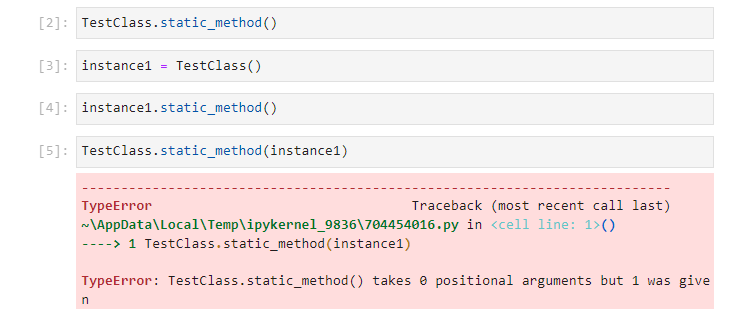 [2]: TestClass.static_method()
[3]: instance1 = TestClass()
[4]: instance1.static_method()
[5]: TestClass.static_method(instance1)
---------------------------------------------------------------------------
TypeError                                 Traceback (most recent call last)
~\AppData\Local\Temp\ipykernel_9836\704454016.py in <cell line: 1>()
----> 1 TestClass.static_method(instance1)
TypeError: TestClass.static_method() takes 0 positional arguments but 1 was give
n